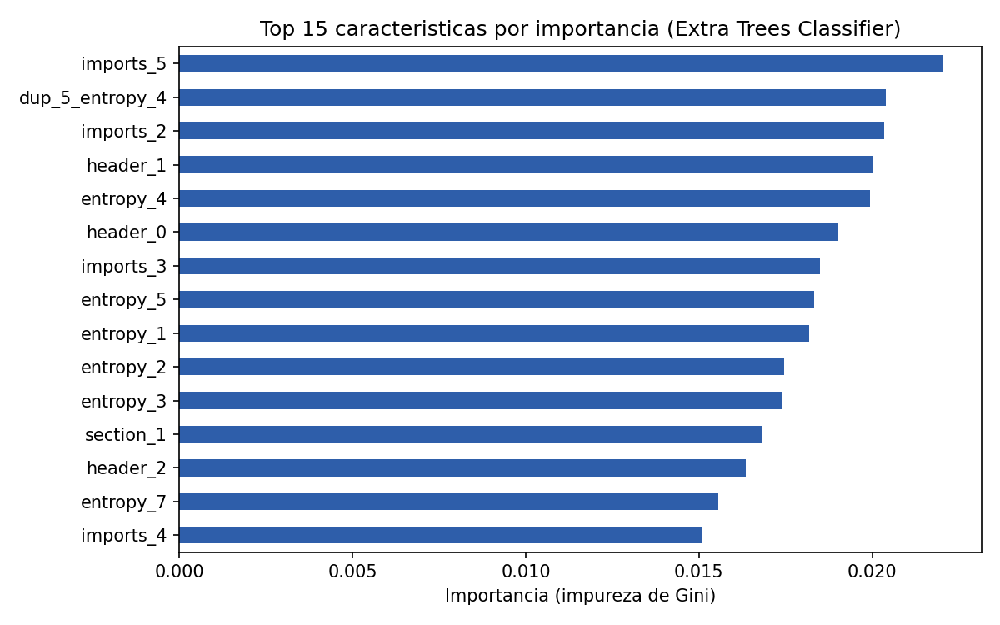 Top 15 caracteristicas por importancia (Extra Trees Classifier)
imports_5
dup_5_entropy_4
imports_2
header_1
entropy_4
header_0
imports_3
entropy_5
entropy_1
entropy_2
entropy_3
section_1
header_2
entropy_7
imports_4
0.000 0.005 0.010 0.015 0.020
Importancia (impureza de Gini)